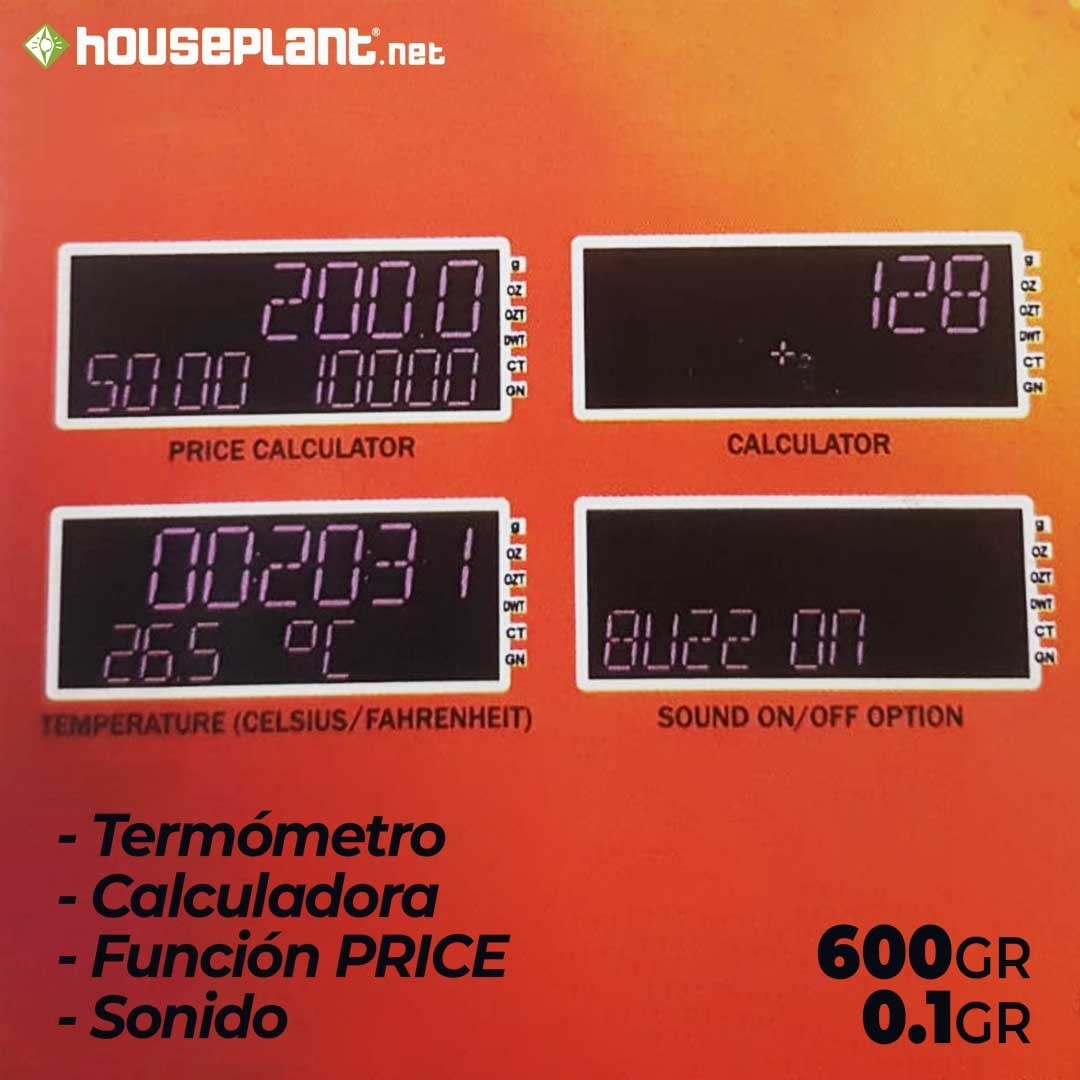 houseplant®.net
200.0
50.00 10000
g
OZ
OZT
DWT
CT
GN
PRICE CALCULATOR
128
+
g
OZ
OZT
DWT
CT
GN
CALCULATOR
00:20:31
26.5 °C
g
OZ
OZT
DWT
CT
GN
TEMPERATURE (CELSIUS/FAHRENHEIT)
BUZZ ON
g
OZ
OZT
DWT
CT
GN
SOUND ON/OFF OPTION
- Termómetro
- Calculadora
- Función PRICE
- Sonido
600GR
0.1GR